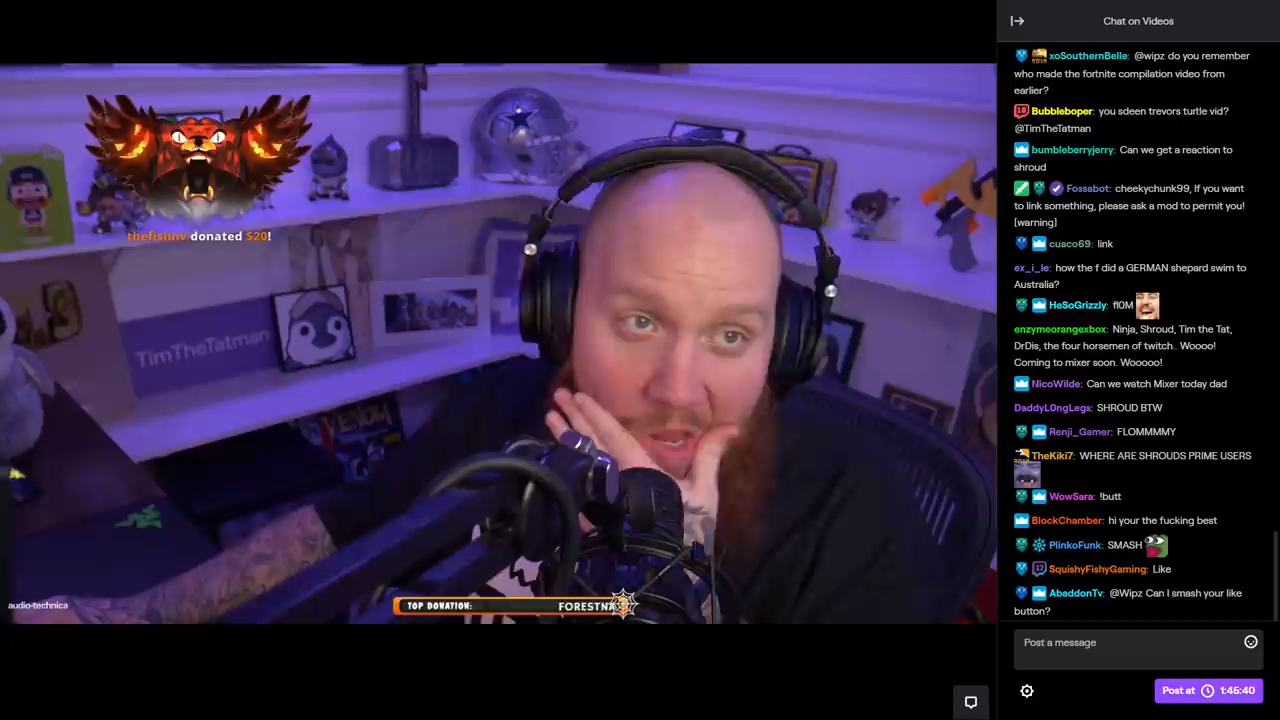 thefishnv donated $20!
TimTheTatman
VENOM
audio-technica
TOP DONATION:
FORESTNA
Chat on Videos
xoSouthernBelle: @wipz do you remember
who made the fortnite compilation video from
earlier?
Bubbleboper: you sdeen trevors turtle vid?
@TimTheTatman
bumbleberryjerry: Can we get a reaction to
shroud
Fossabot: cheekychunk99, If you want
to link something, please ask a mod to permit you!
[warning]
cusco69: link
ex_i_le: how the f did a GERMAN shepard swim to
Australia?
HeSoGrizzly: fl0M
enzymeorangexbox: Ninja, Shroud, Tim the Tat,
DrDis, the four horsemen of twitch.. Woooo!
Coming to mixer soon. Wooooo!
NicoWilde: Can we watch Mixer today dad
DaddyL0ngLegs: SHROUD BTW
Renji_Gamer: FLOMMMMY
TheKiki7: WHERE ARE SHROUDS PRIME USERS
WowSara: !butt
BlockChamber: hi your the fucking best
PlinkoFunk: SMASH
SquishyFishyGaming: Like
AbaddonTv: @Wipz Can I smash your like
button?
Post a message
Post at 1:45:40